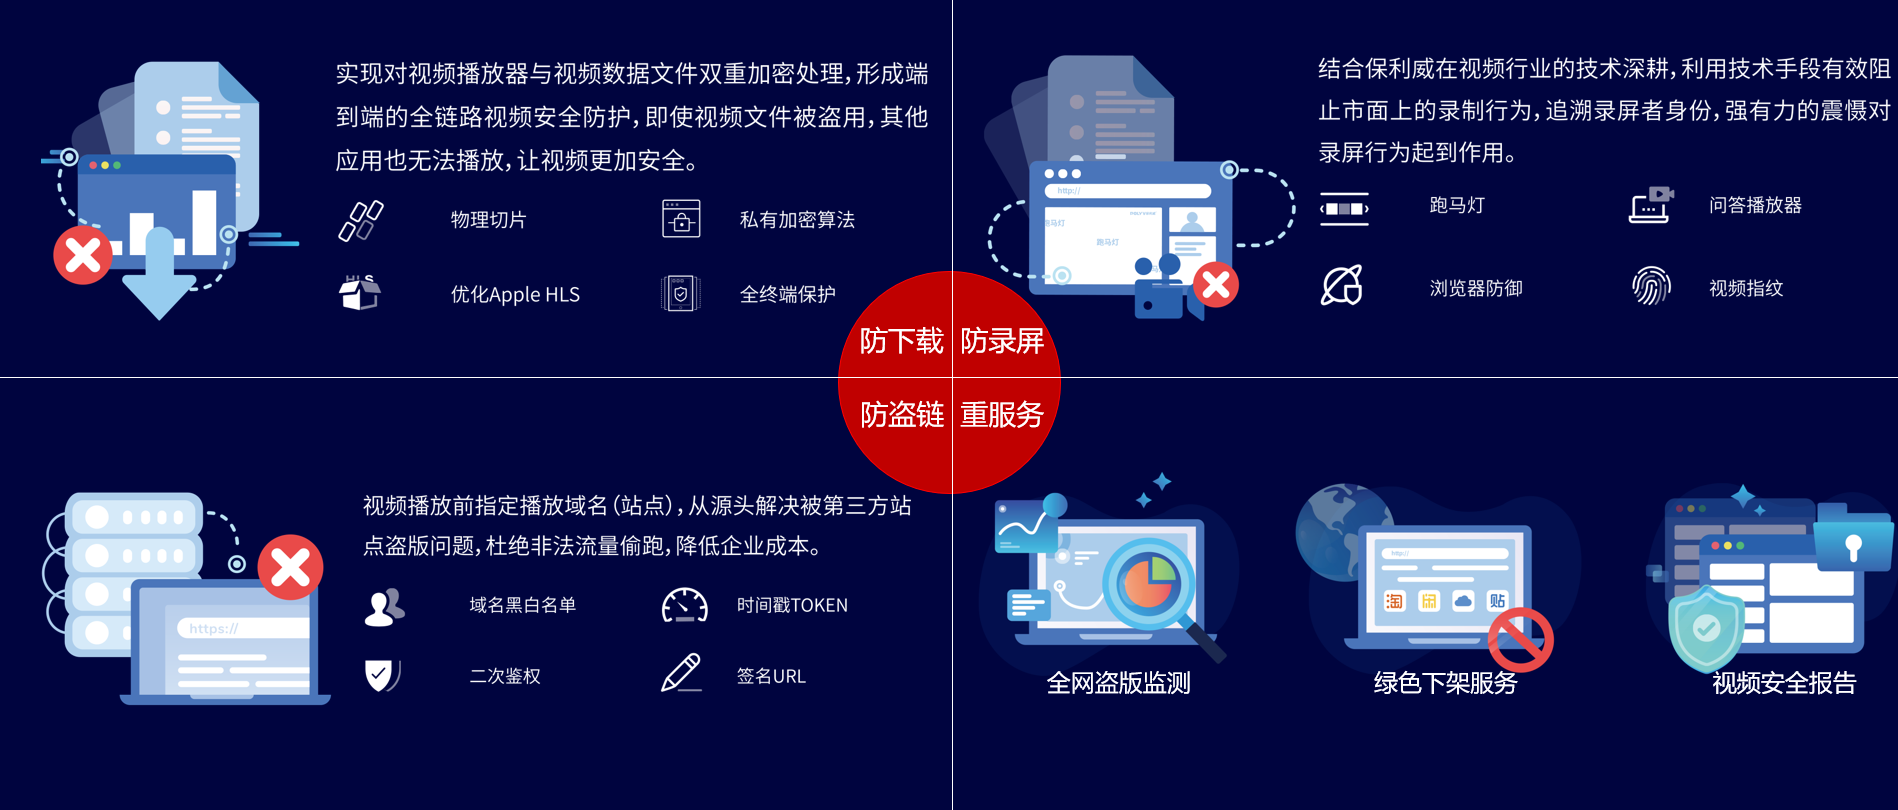 实现对视频播放器与视频数据文件双重加密处理，形成端
到端的全链路视频安全防护，即使视频文件被盗用，其他
应用也无法播放，让视频更加安全。
物理切片
私有加密算法
HLS
优化Apple HLS
全终端保护
结合保利威在视频行业的技术深耕，利用技术手段有效阻
止市面上的录制行为，追溯录屏者身份，强有力的震慑对
录屏行为起到作用。
http://
跑马灯
跑马灯
跑马灯
问答播放器
浏览器防御
视频指纹
防下载
防录屏
防盗链
重服务
视频播放前指定播放域名（站点），从源头解决被第三方站
点盗版问题，杜绝非法流量偷跑，降低企业成本。
https://
域名黑白名单
时间戳TOKEN
二次鉴权
签名URL
http://
淘
闲
贴
全网盗版监测
绿色下架服务
视频安全报告